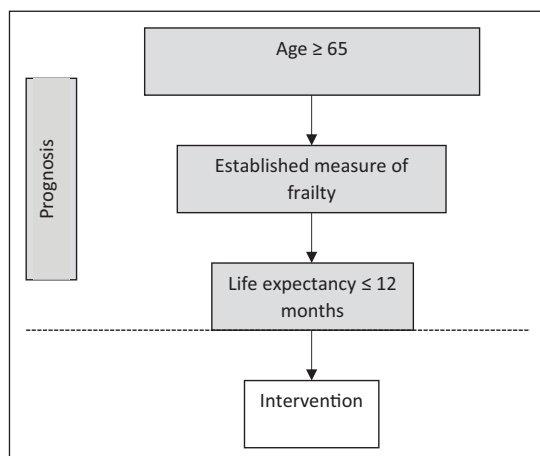 Age ≥ 65
Prognosis
Established measure of
frailty
Life expectancy ≤ 12
months
Intervention